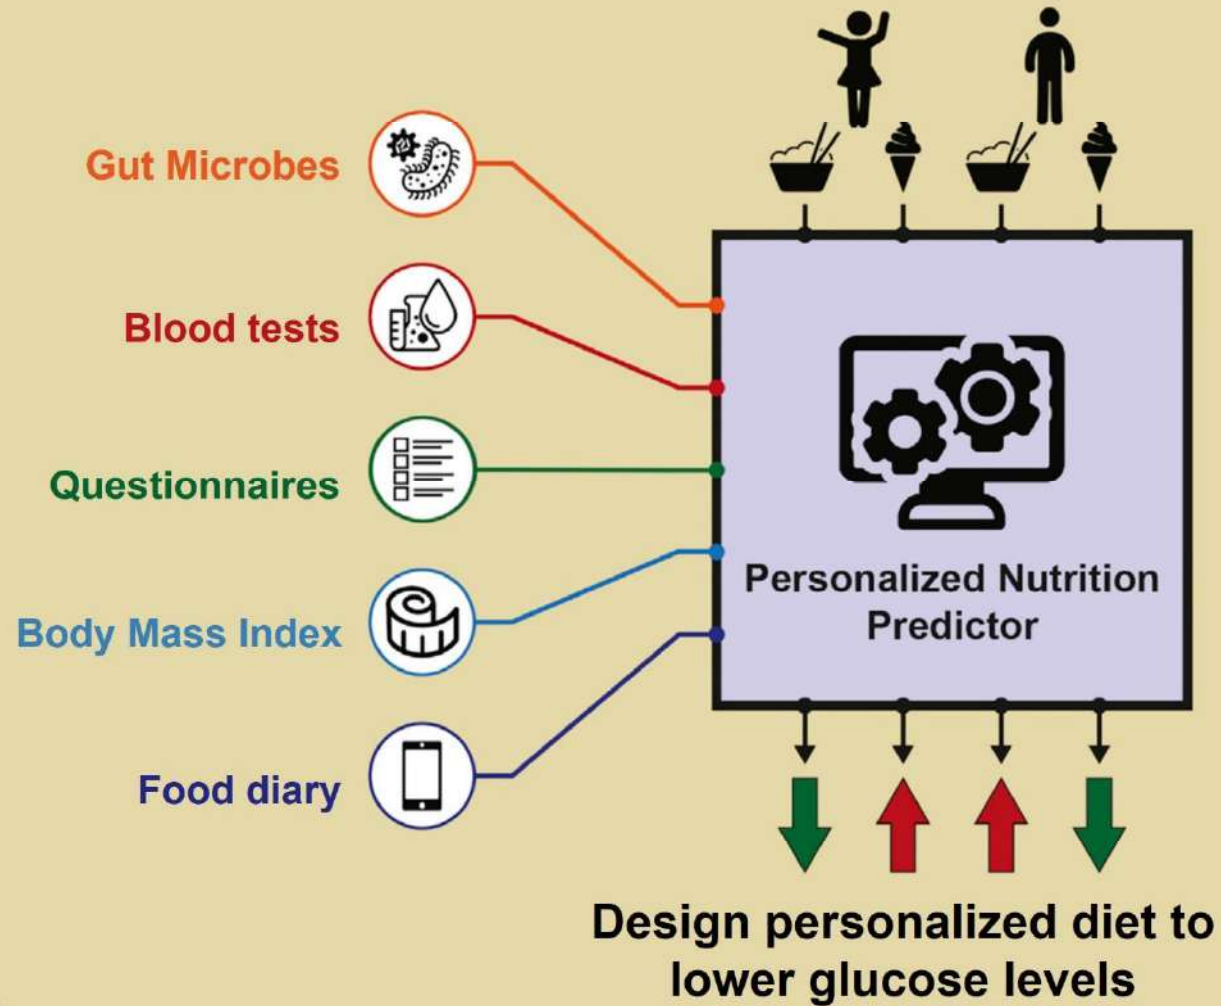 Gut Microbes
Blood tests
Questionnaires
Body Mass Index
Food diary
Personalized Nutrition
Predictor
Design personalized diet to
lower glucose levels